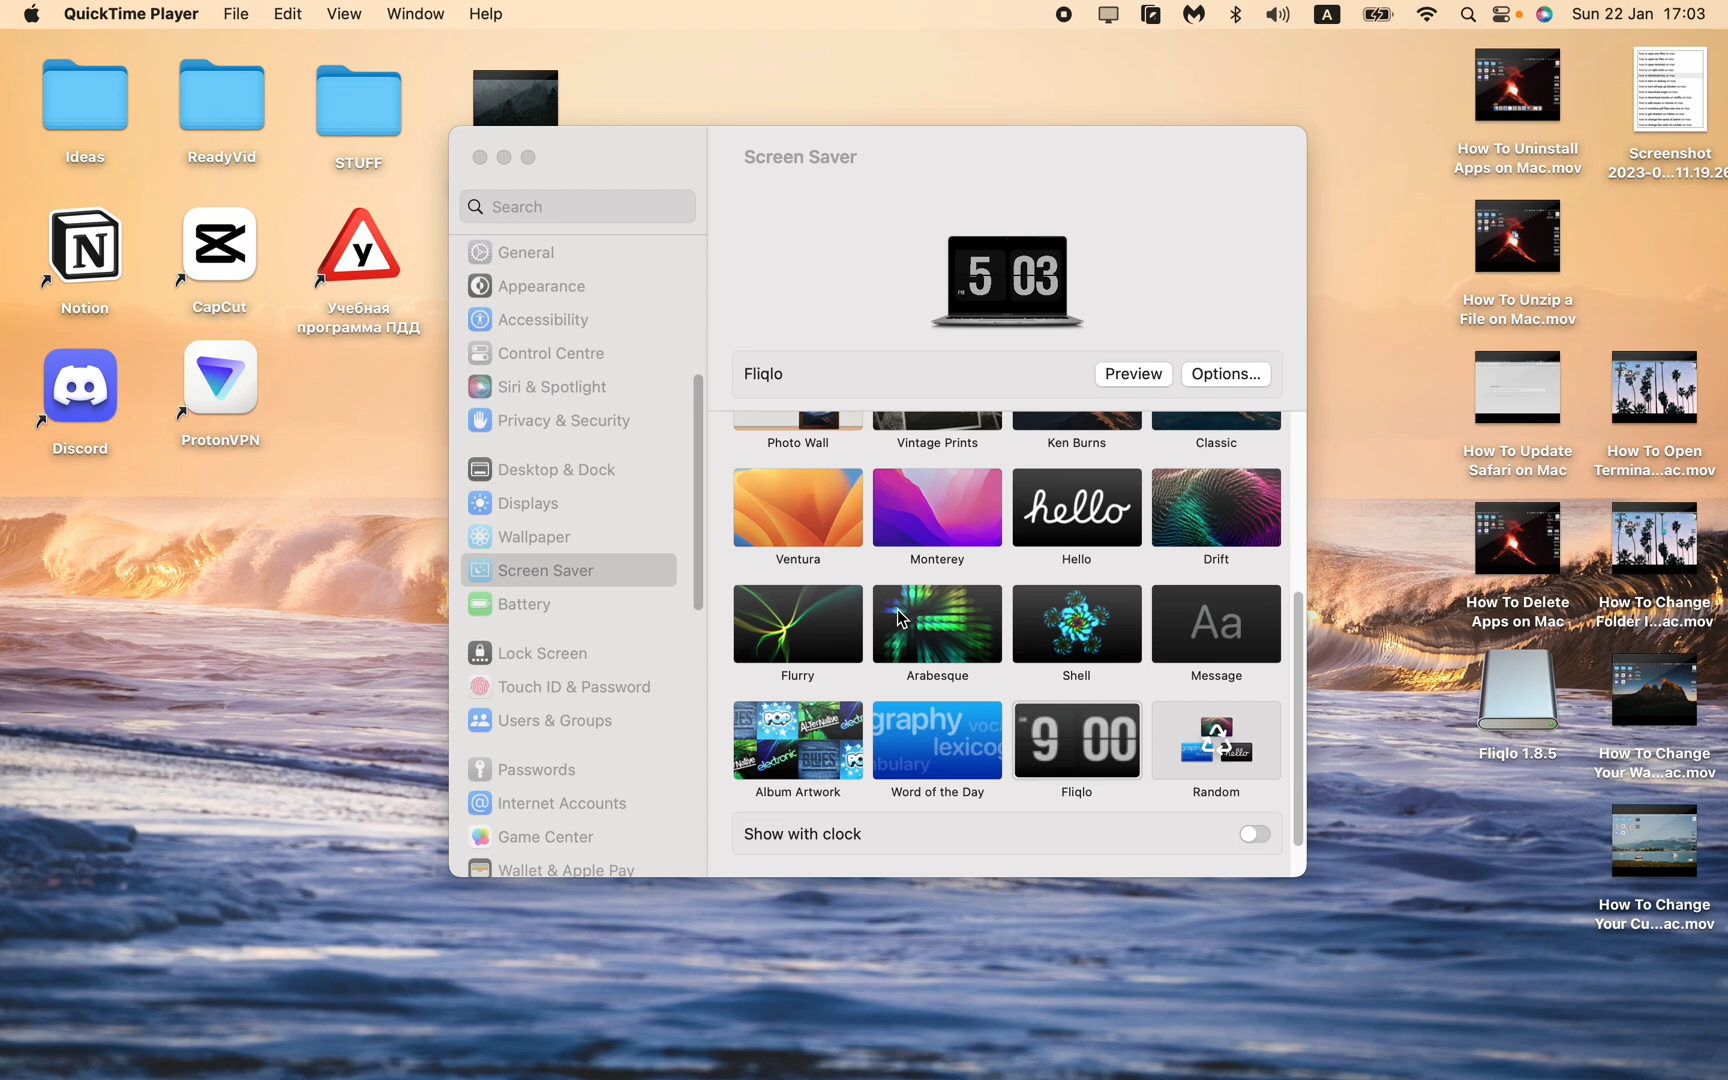 QuickTime Player File Edit View Window Help
A Sun 22 Jan 17:03
Ideas
ReadyVid
STUFF
Notion
CapCut
У
Учебная
программа ПДД
Discord
ProtonVPN
Search
General
Appearance
Accessibility
Control Centre
Siri & Spotlight
Privacy & Security
Desktop & Dock
Displays
Wallpaper
Screen Saver
Battery
Lock Screen
Touch ID & Password
Users & Groups
Passwords
Internet Accounts
Game Center
Wallet & Apple Pay
Screen Saver
PM 5 03
Fliqlo Preview Options...
Photo Wall Vintage Prints Ken Burns Classic
hello
Ventura Monterey Hello Drift
Aa
Flurry Arabesque Shell Message
9 00
Album Artwork Word of the Day Fliqlo Random
Show with clock
How To Uninstall
Apps on Mac.mov
Screenshot
2023-0...11.19.26
How To Unzip a
File on Mac.mov
How To Update
Safari on Mac
How To Open
Termina...ac.mov
How To Delete
Apps on Mac
How To Change
Folder I...ac.mov
Fliqlo 1.8.5
How To Change
Your Wa...ac.mov
How To Change
Your Cu...ac.mov